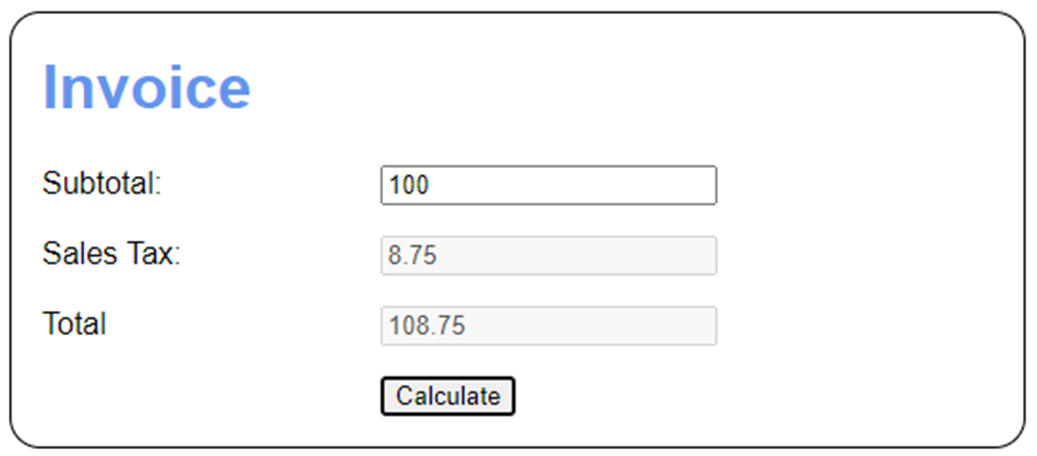 Invoice
Subtotal: 100
Sales Tax: 8.75
Total 108.75
Calculate